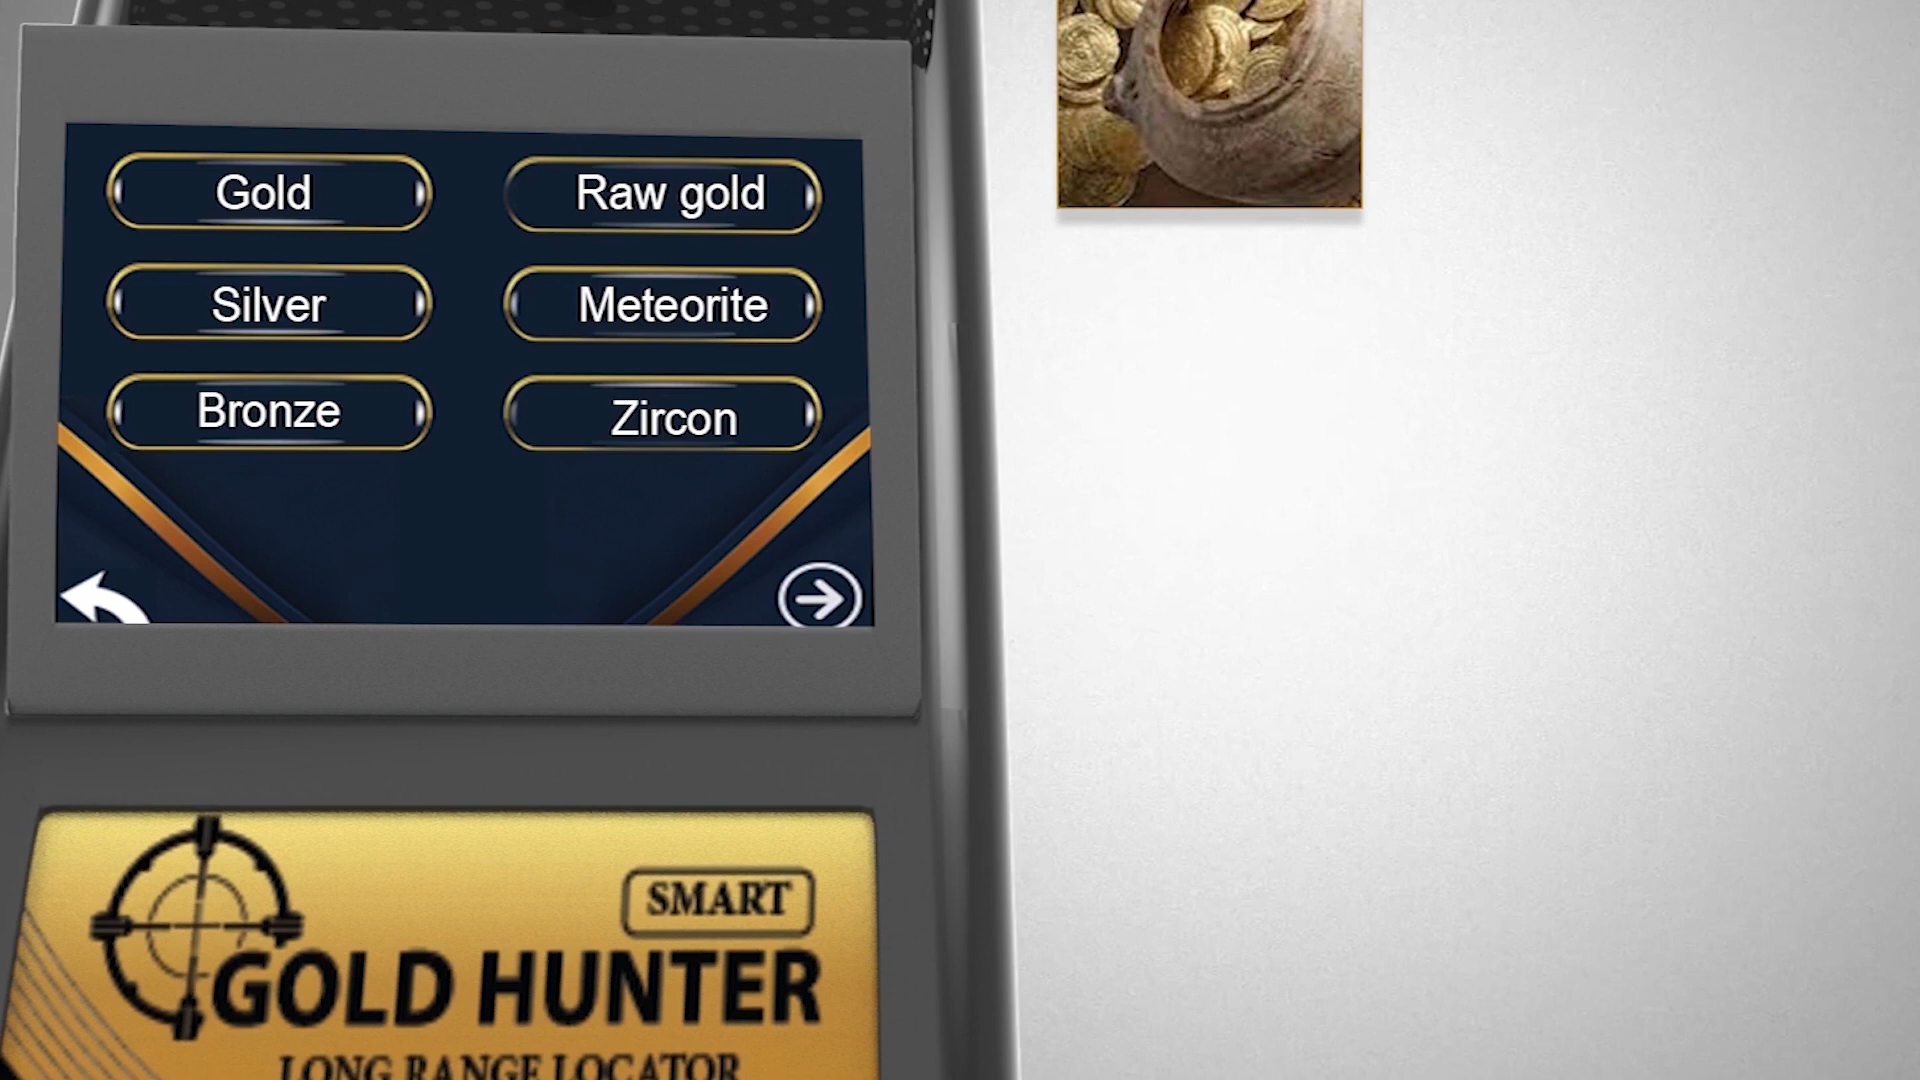 Gold
Raw gold
Silver
Meteorite
Bronze
Zircon
SMART
GOLD HUNTER
LONG RANGE LOCATOR